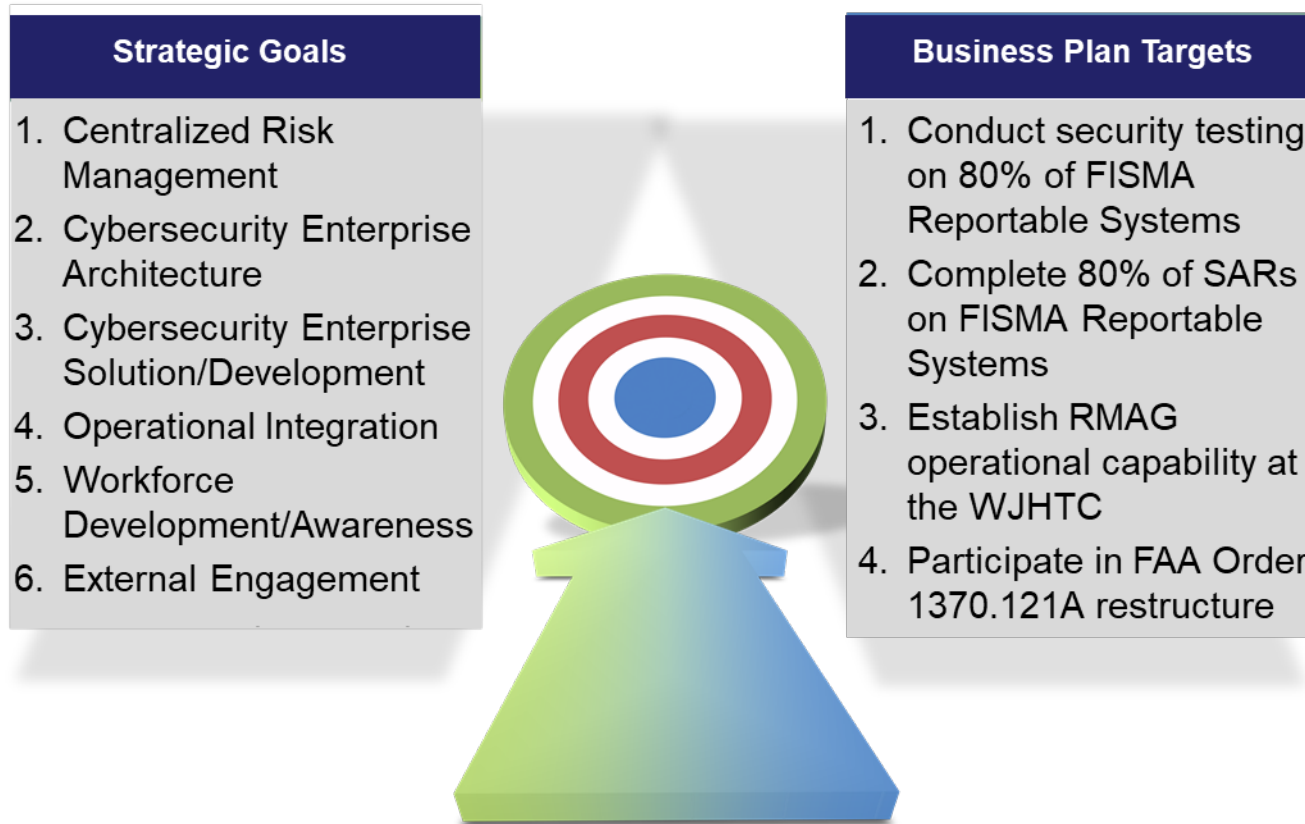 Strategic Goals
1. Centralized Risk
Management
2. Cybersecurity Enterprise
Architecture
3. Cybersecurity Enterprise
Solution/Development
4. Operational Integration
5. Workforce
Development/Awareness
6. External Engagement
Business Plan Targets
1. Conduct security testing
on 80% of FISMA
Reportable Systems
2. Complete 80% of SARs
on FISMA Reportable
Systems
3. Establish RMAG
operational capability at
the WJHTC
4. Participate in FAA Order
1370.121A restructure